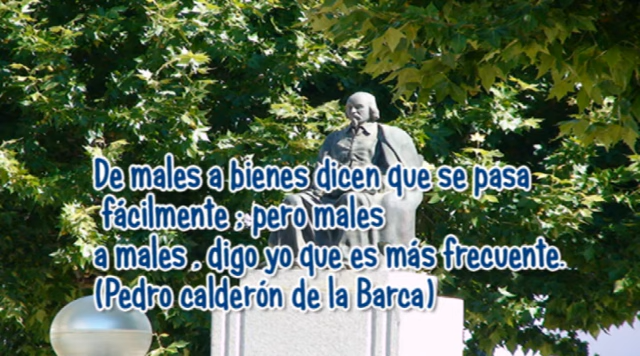 De males a bienes dicen que se pasa
fácilmente ; pero males
a males , digo yo que es más frecuente.
(Pedro calderón de la Barca)